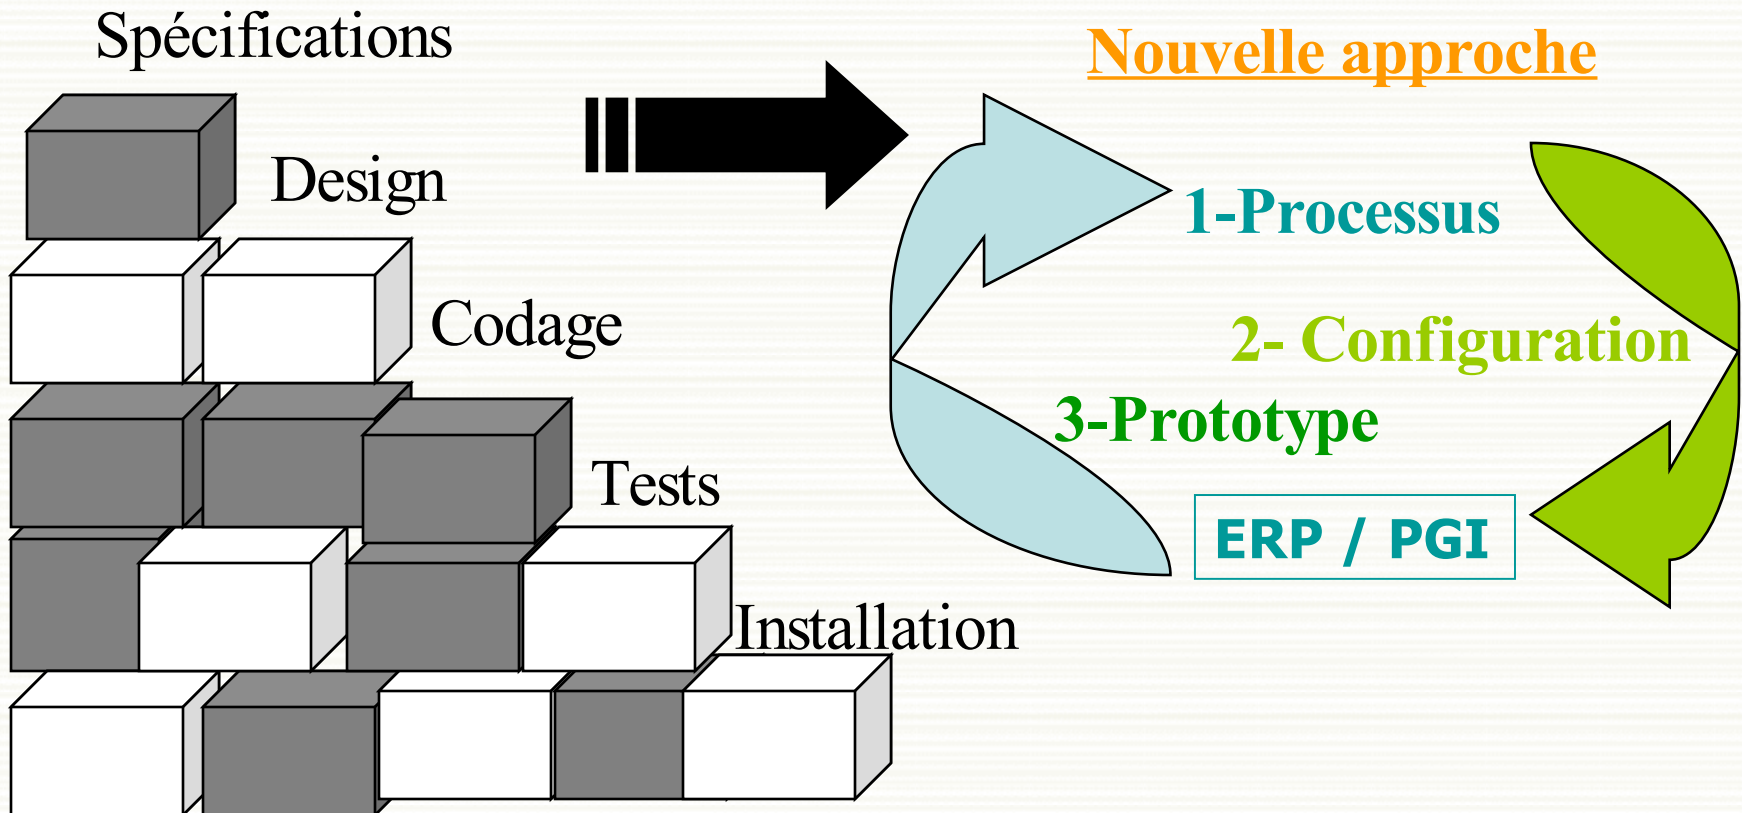 Spécifications
Design
Codage
Tests
Installation
Nouvelle approche
1-Processus
2- Configuration
3-Prototype
ERP / PGI